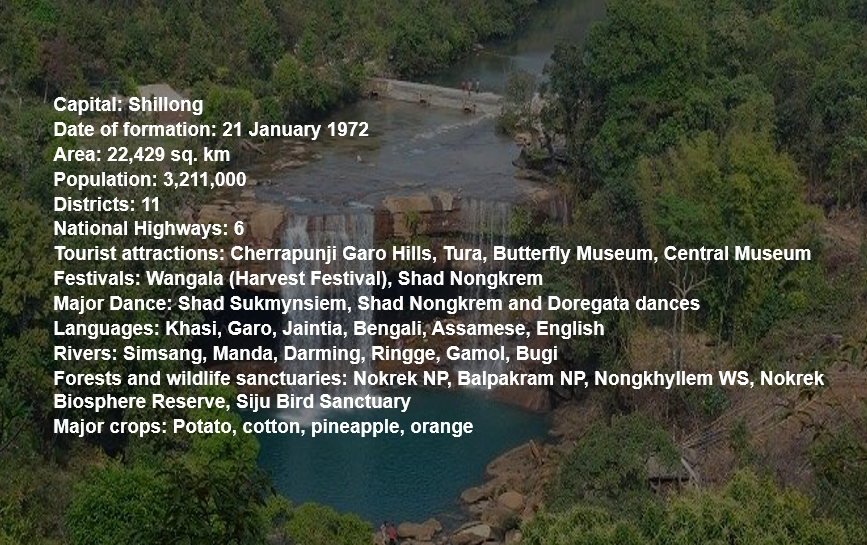 Capital: Shillong
Date of formation: 21 January 1972
Area: 22,429 sq. km
Population: 3,211,000
Districts: 11
National Highways: 6
Tourist attractions: Cherrapunji Garo Hills, Tura, Butterfly Museum, Central Museum
Festivals: Wangala (Harvest Festival), Shad Nongkrem
Major Dance: Shad Sukmynsiem, Shad Nongkrem and Doregata dances
Languages: Khasi, Garo, Jaintia, Bengali, Assamese, English
Rivers: Simsang, Manda, Darming, Ringge, Gamol, Bugi
Forests and wildlife sanctuaries: Nokrek NP, Balpakram NP, Nongkhyllem WS, Nokrek
Biosphere Reserve, Siju Bird Sanctuary
Major crops: Potato, cotton, pineapple, orange